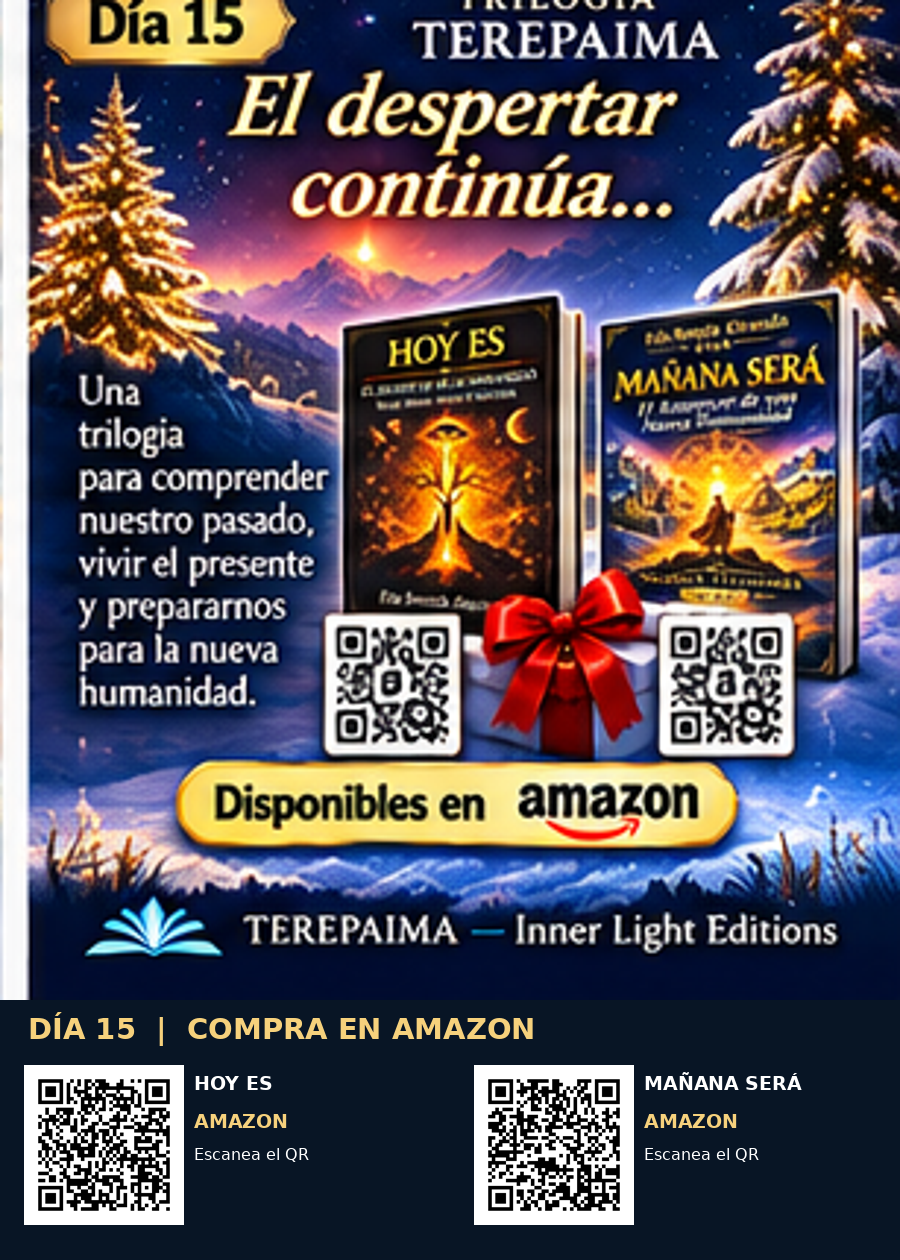 Día 15
TRILOGÍA
TEREPAIMA
El despertar
continúa...
HOY ES
MAÑANA SERÁ
Una
trilogia
para comprender
nuestro pasado,
vivir el presente
y prepararnos
para la nueva
humanidad.
Disponibles en amazon
TEREPAIMA — Inner Light Editions
DÍA 15 | COMPRA EN AMAZON
HOY ES
AMAZON
Escanea el QR
MAÑANA SERÁ
AMAZON
Escanea el QR